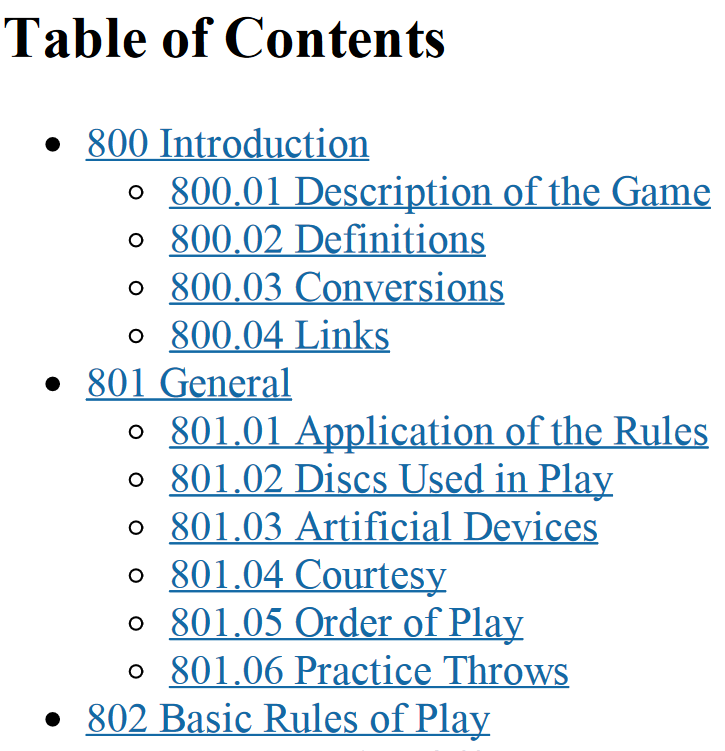 Table of Contents
800 Introduction
800.01 Description of the Game
800.02 Definitions
800.03 Conversions
800.04 Links
801 General
801.01 Application of the Rules
801.02 Discs Used in Play
801.03 Artificial Devices
801.04 Courtesy
801.05 Order of Play
801.06 Practice Throws
802 Basic Rules of Play